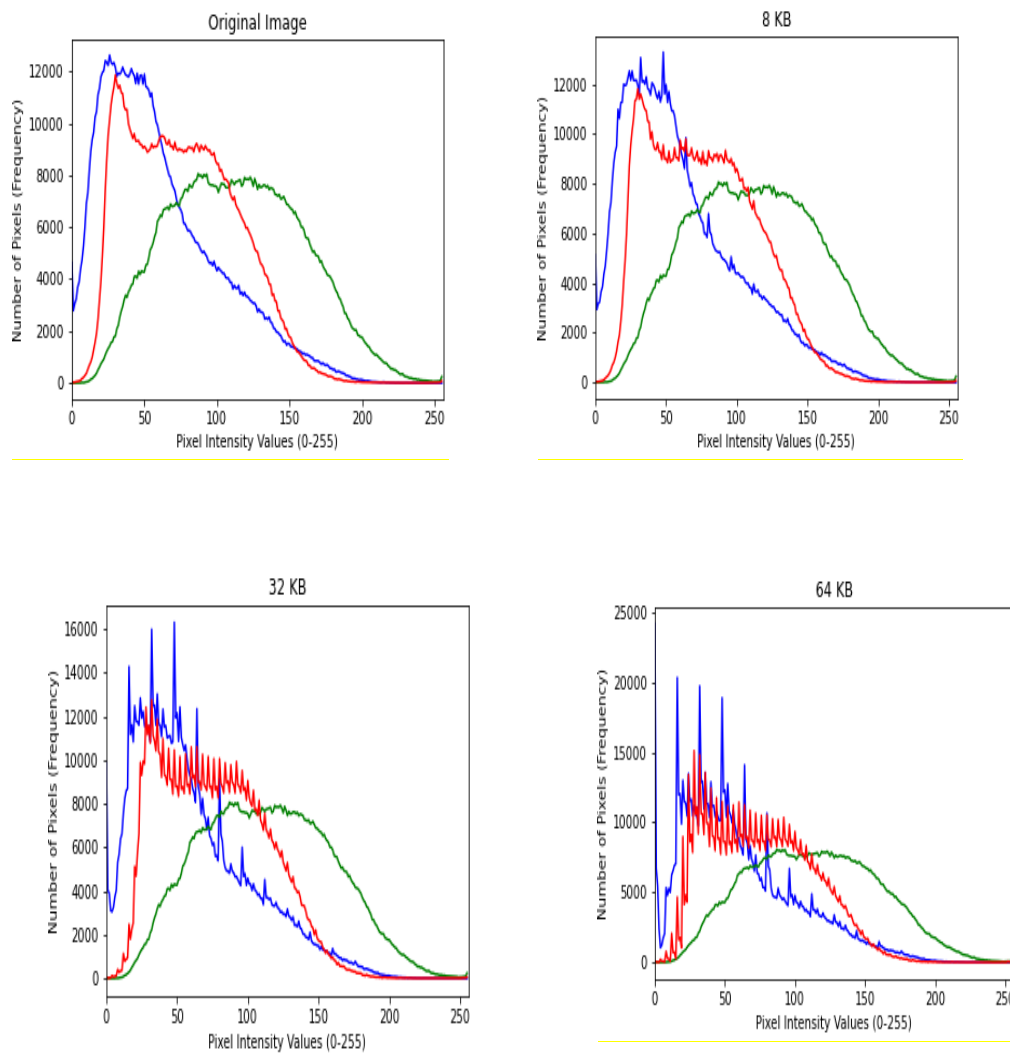 Original Image
Number of Pixels (Frequency)
12000
10000
8000
6000
4000
2000
0
0 50 100 150 200 250
Pixel Intensity Values (0-255)
8 KB
Number of Pixels (Frequency)
12000
10000
8000
6000
4000
2000
0
0 50 100 150 200 250
Pixel Intensity Values (0-255)
32 KB
Number of Pixels (Frequency)
16000
14000
12000
10000
8000
6000
4000
2000
0
0 50 100 150 200 250
Pixel Intensity Values (0-255)
64 KB
Number of Pixels (Frequency)
25000
20000
15000
10000
5000
0
0 50 100 150 200 250
Pixel Intensity Values (0-255)